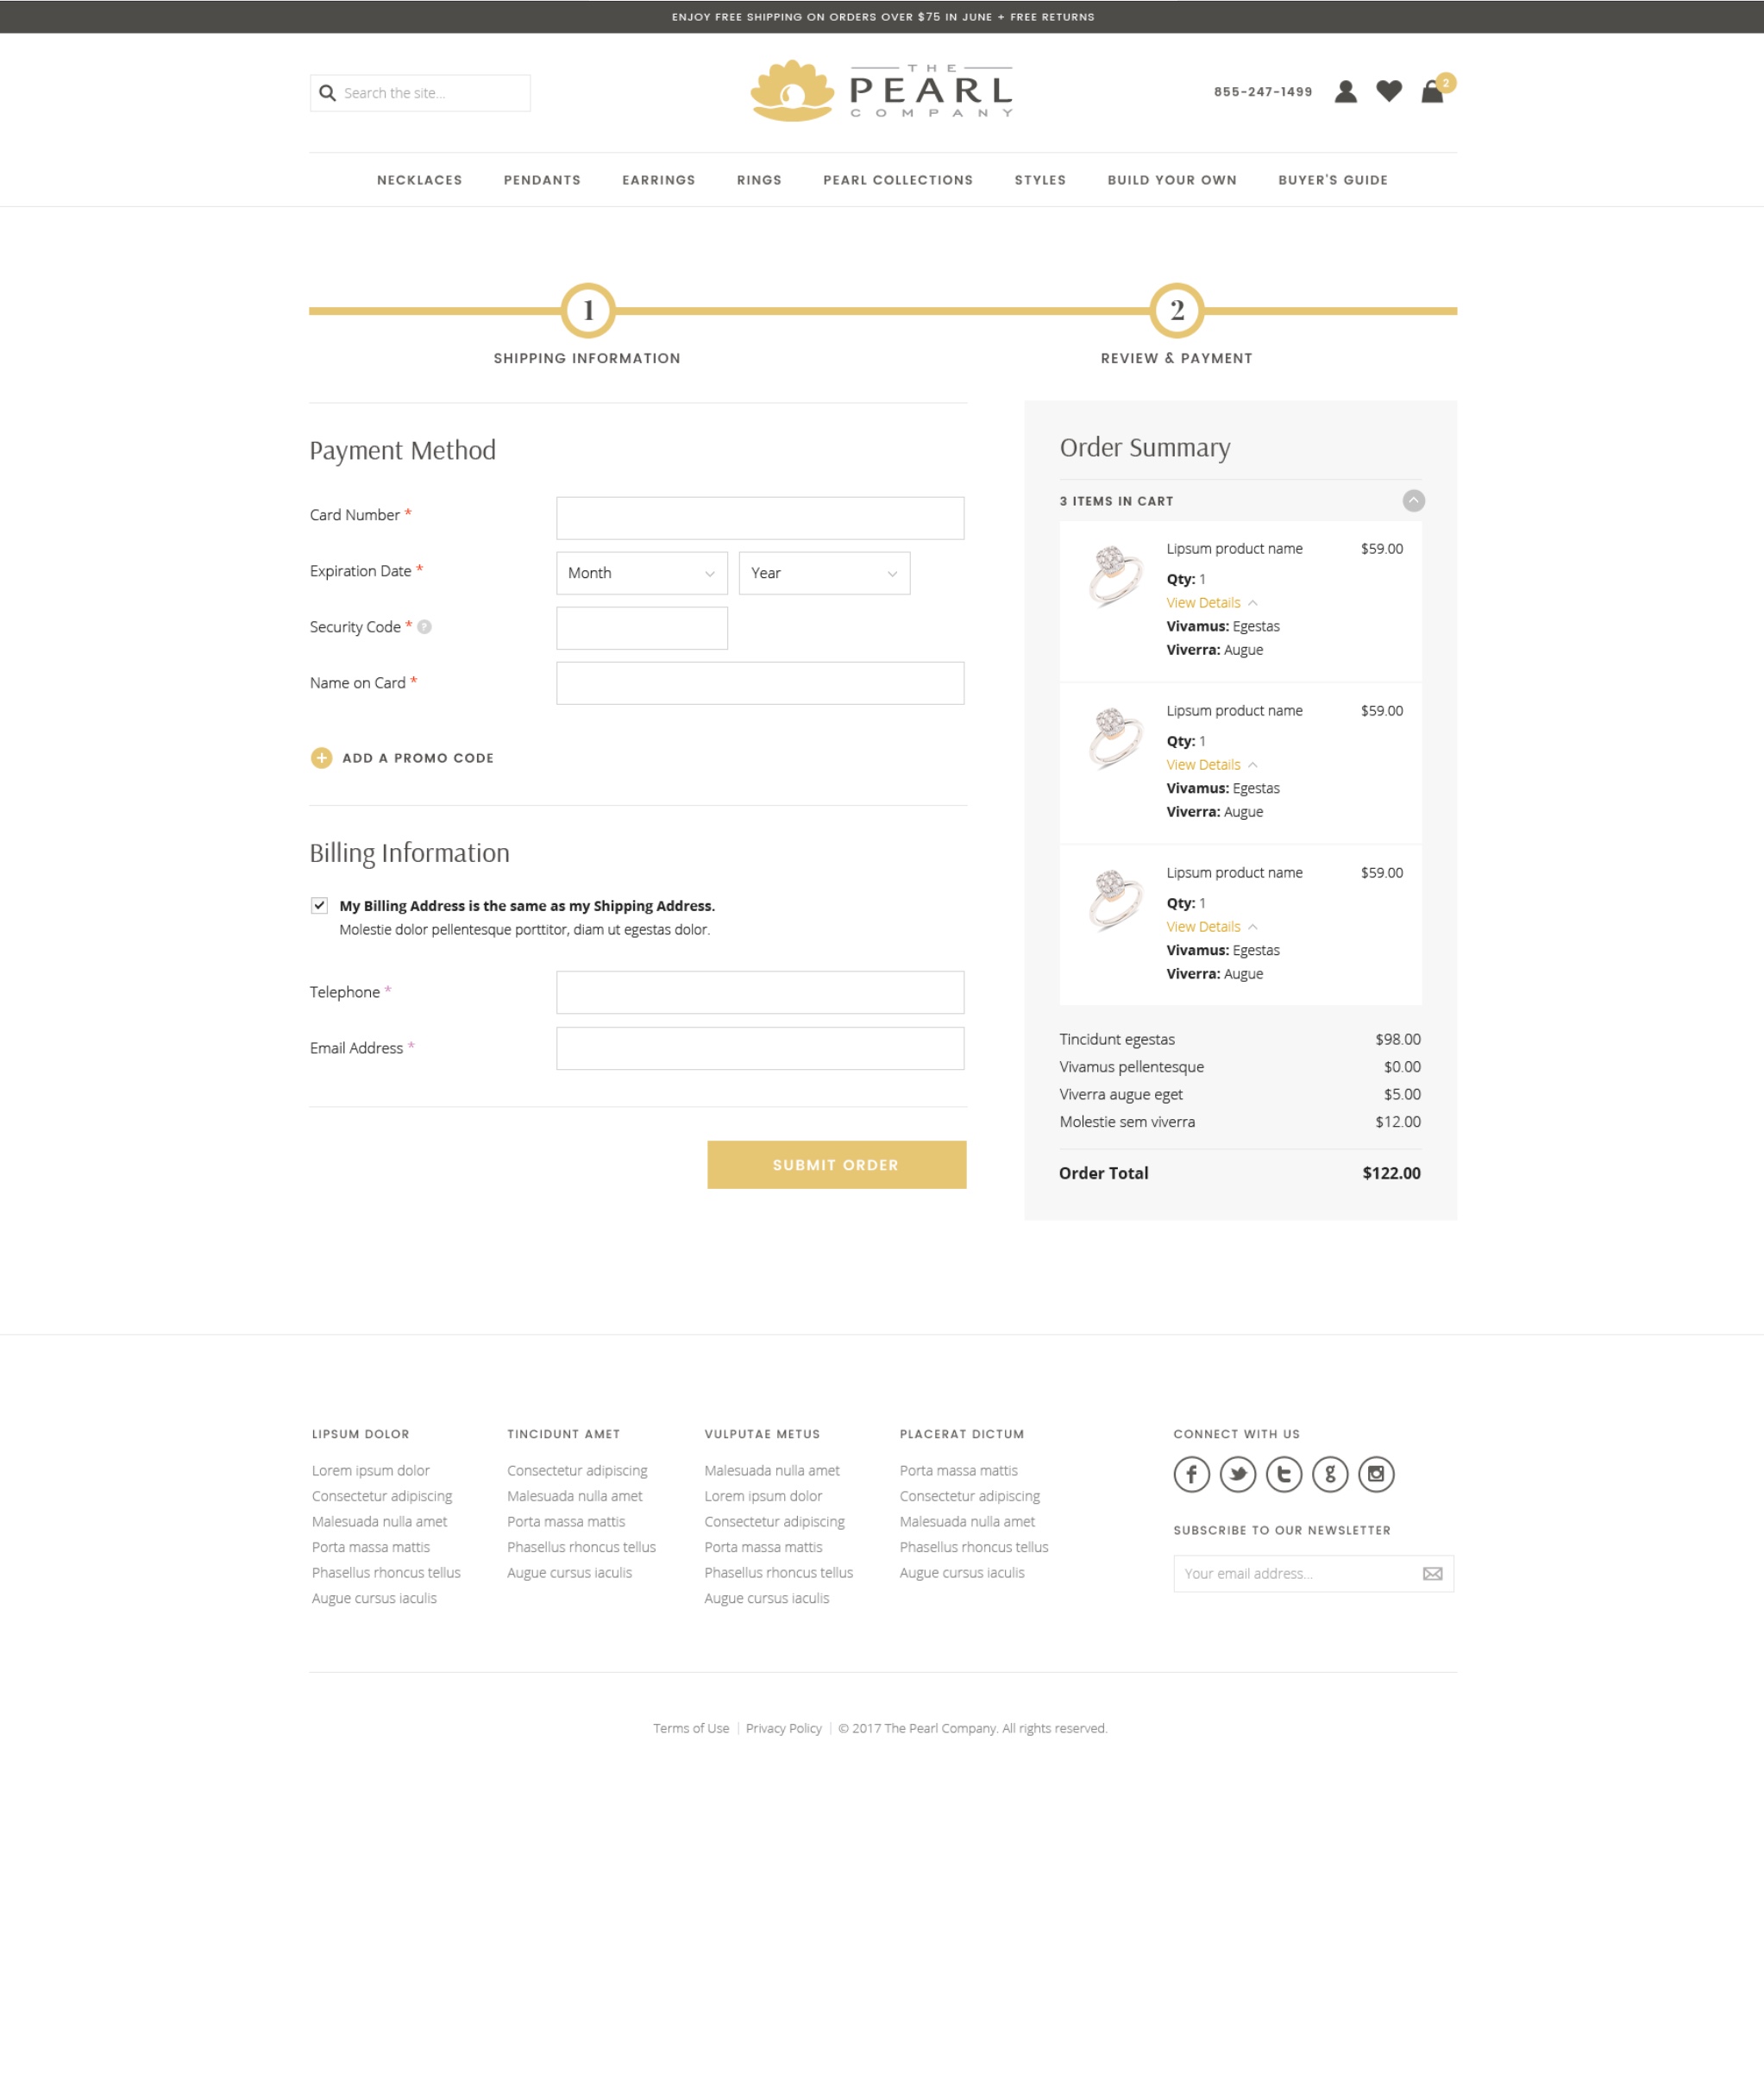 ENJOY FREE SHIPPING ON ORDERS OVER $75 IN JUNE + FREE RETURNS
Search the site...
THE
PEARL
COMPANY
855-247-1499
2
NECKLACES PENDANTS EARRINGS RINGS PEARL COLLECTIONS STYLES BUILD YOUR OWN BUYER'S GUIDE
1
SHIPPING INFORMATION
2
REVIEW & PAYMENT
Payment Method
Card Number *
Expiration Date *
Month
Year
Security Code * ?
Name on Card *
+ ADD A PROMO CODE
Billing Information
My Billing Address is the same as my Shipping Address.
Molestie dolor pellentesque porttitor, diam ut egestas dolor.
Telephone *
Email Address *
SUBMIT ORDER
Order Summary
3 ITEMS IN CART
Lipsum product name $59.00
Qty: 1
View Details
Vivamus: Egestas
Viverra: Augue
Lipsum product name $59.00
Qty: 1
View Details
Vivamus: Egestas
Viverra: Augue
Lipsum product name $59.00
Qty: 1
View Details
Vivamus: Egestas
Viverra: Augue
Tincidunt egestas $98.00
Vivamus pellentesque $0.00
Viverra augue eget $5.00
Molestie sem viverra $12.00
Order Total $122.00
LIPSUM DOLOR
Lorem ipsum dolor
Consectetur adipiscing
Malesuada nulla amet
Porta massa mattis
Phasellus rhoncus tellus
Augue cursus iaculis
TINCIDUNT AMET
Consectetur adipiscing
Malesuada nulla amet
Porta massa mattis
Phasellus rhoncus tellus
Augue cursus iaculis
VULPUTAE METUS
Malesuada nulla amet
Lorem ipsum dolor
Consectetur adipiscing
Porta massa mattis
Phasellus rhoncus tellus
Augue cursus iaculis
PLACERAT DICTUM
Porta massa mattis
Consectetur adipiscing
Malesuada nulla amet
Phasellus rhoncus tellus
Augue cursus iaculis
CONNECT WITH US
SUBSCRIBE TO OUR NEWSLETTER
Your email address...
Terms of Use | Privacy Policy | © 2017 The Pearl Company. All rights reserved.